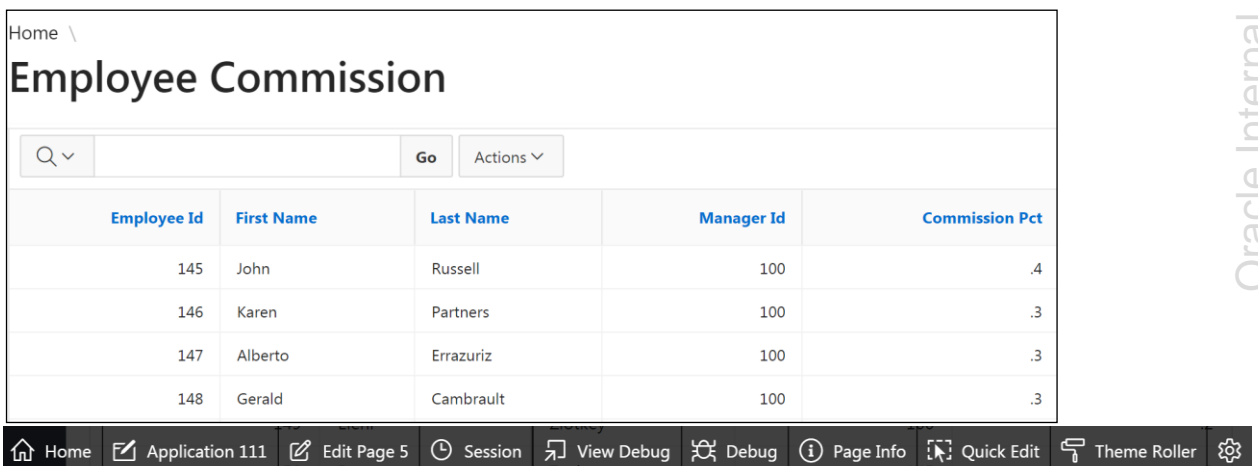 Home \
Employee Commission
Go Actions
Employee Id First Name Last Name Manager Id Commission Pct
145 John Russell 100 .4
146 Karen Partners 100 .3
147 Alberto Errazuriz 100 .3
148 Gerald Cambrault 100 .3
Home Application 111 Edit Page 5 Session View Debug Debug Page Info Quick Edit Theme Roller
Oracle Internal